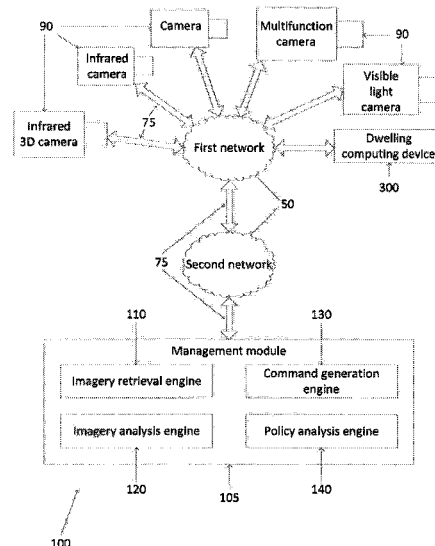 90
Camera
Multifunction
camera
90
Infrared
camera
Visible
light
camera
Infrared
3D camera
75
First network
Dwelling
computing device
300
50
75
Second network
110
130
Management module
Imagery retrieval engine
Command generation
engine
Imagery analysis engine
Policy analysis engine
120
105
140
100